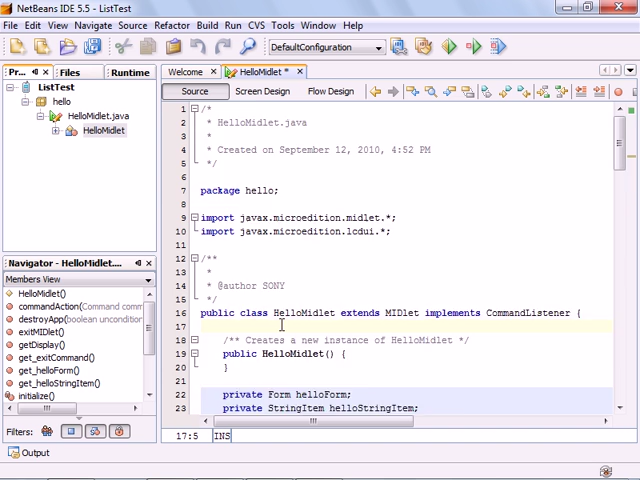 NetBeans IDE 5.5 - ListTest
File Edit View Navigate Source Refactor Build Run CVS Tools Window Help
DefaultConfiguration
Pr...
Files
Runtime
ListTest
hello
HelloMidlet.java
HelloMidlet
Navigator - HelloMidlet....
Members View
HelloMidlet()
commandAction(Command comm
destroyApp(boolean uncondition
exitMIDlet()
getDisplay()
get_exitCommand()
get_helloForm()
get_helloStringItem()
initialize()
Filters:
Output
Welcome
HelloMidlet *
Source Screen Design Flow Design
1 /*
2 * HelloMidlet.java
3 *
4 * Created on September 12, 2010, 4:52 PM
5 */
6
7 package hello;
8
9 import javax.microedition.midlet.*;
10 import javax.microedition.lcdui.*;
11
12 /**
13 *
14 * @author SONY
15 */
16 public class HelloMidlet extends MIDlet implements CommandListener {
17
18 /** Creates a new instance of HelloMidlet */
19 public HelloMidlet() {
20 }
21
22 private Form helloForm;
23 private StringItem helloStringItem;
17:5 INS